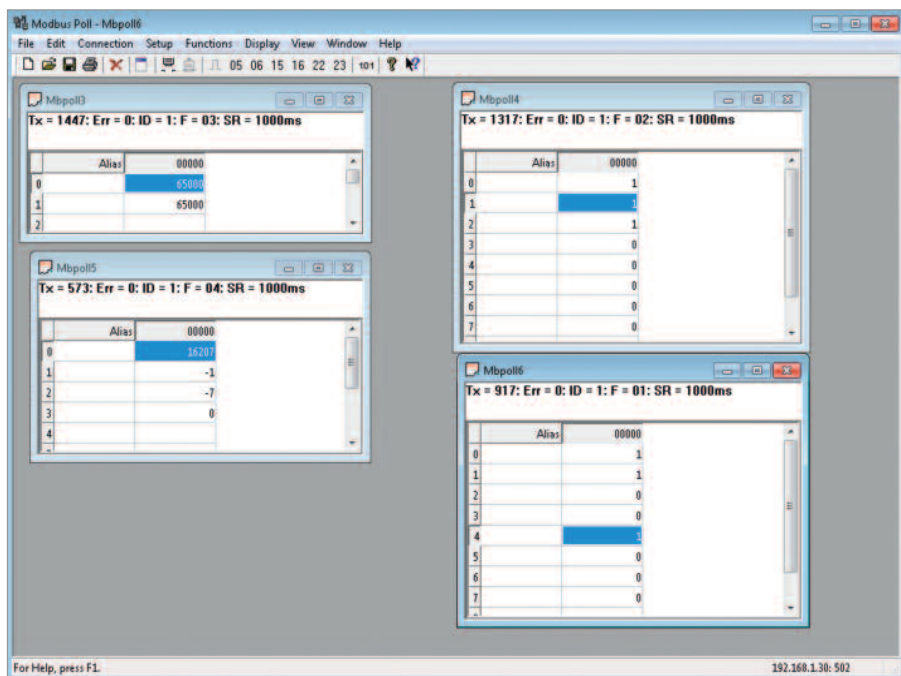 Modbus Poll - Mbpoll6
File Edit Connection Setup Functions Display View Window Help
05 06 15 16 22 23 101
Mbpoll3
Tx = 1447: Err = 0: ID = 1: F = 03: SR = 1000ms
Alias 00000
0 65000
1 65000
2
Mbpoll4
Tx = 1317: Err = 0: ID = 1: F = 02: SR = 1000ms
Alias 00000
0 1
1 1
2 1
3 0
4 0
5 0
6 0
7 0
Mbpoll5
Tx = 573: Err = 0: ID = 1: F = 04: SR = 1000ms
Alias 00000
0 16207
1 -1
2 -7
3 0
4
Mbpoll6
Tx = 917: Err = 0: ID = 1: F = 01: SR = 1000ms
Alias 00000
0 1
1 1
2 0
3 0
4 1
5 0
6 0
7 0
For Help, press F1. 192.168.1.30: 502